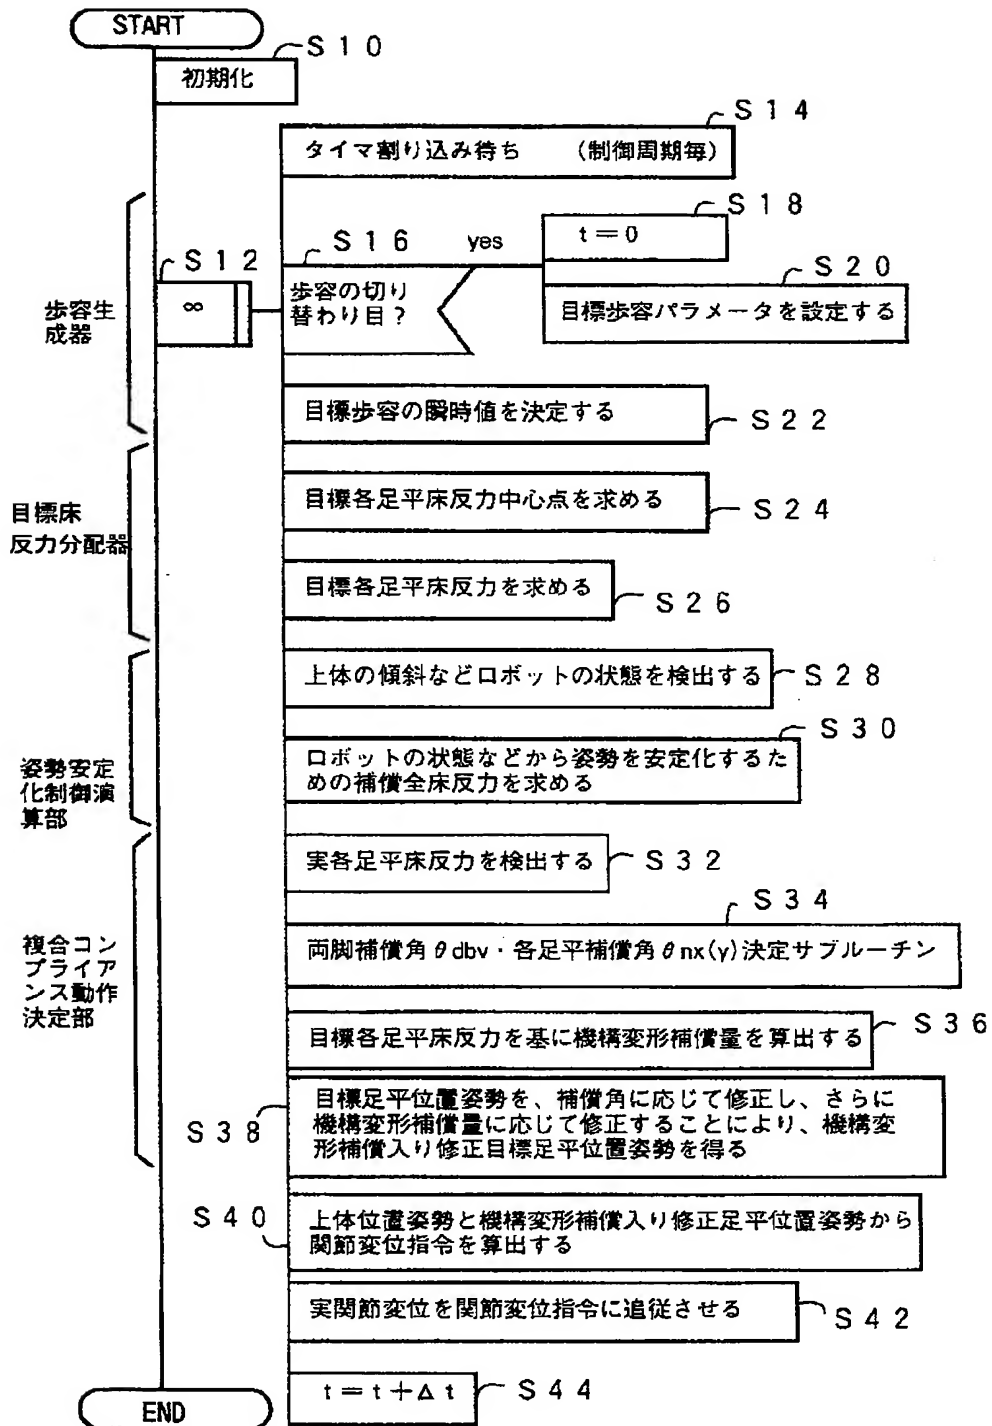 START
S10
初期化
S14
タイマ割り込み待ち　（制御周期毎）
S18
t＝0
S16
yes
S12
∞
歩容の切り
替わり目？
S20
目標歩容パラメータを設定する
歩容生
成器
目標歩容の瞬時値を決定する
S22
目標床
反力分配器
目標各足平床反力中心点を求める
S24
目標各足平床反力を求める
S26
上体の傾斜などロボットの状態を検出する
S28
S30
姿勢安定
化制御演
算部
ロボットの状態などから姿勢を安定化するた
めの補償全床反力を求める
実各足平床反力を検出する
S32
S34
複合コン
プライア
ンス動作
決定部
両脚補償角θdbv・各足平補償角θnx(y)決定サブルーチン
目標各足平床反力を基に機構変形補償量を算出する
S36
S38
目標足平位置姿勢を、補償角に応じて修正し、さらに
機構変形補償量に応じて修正することにより、機構変
形補償入り修正目標足平位置姿勢を得る
S40
上体位置姿勢と機構変形補償入り修正足平位置姿勢から
関節変位指令を算出する
実関節変位を関節変位指令に追従させる
S42
t＝t＋Δt
S44
END